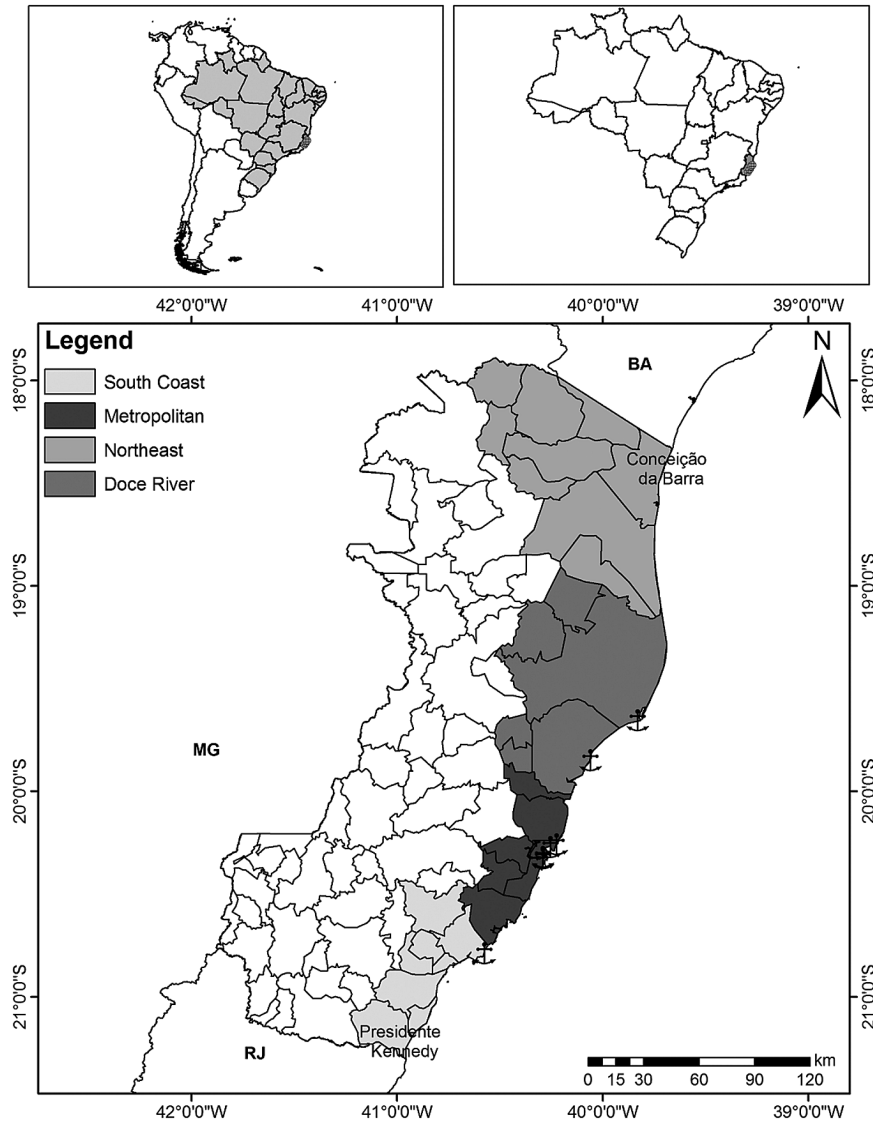 42°0'0"W 41°0'0"W 40°0'0"W 39°0'0"W
Legend
South Coast
Metropolitan
Northeast
Doce River
BA
N
18°0'0"S
18°0'0"S
Conceição
da Barra
19°0'0"S
19°0'0"S
MG
20°0'0"S
20°0'0"S
21°0'0"S
21°0'0"S
Presidente
Kennedy
RJ
km
0 15 30 60 90 120
42°0'0"W 41°0'0"W 40°0'0"W 39°0'0"W